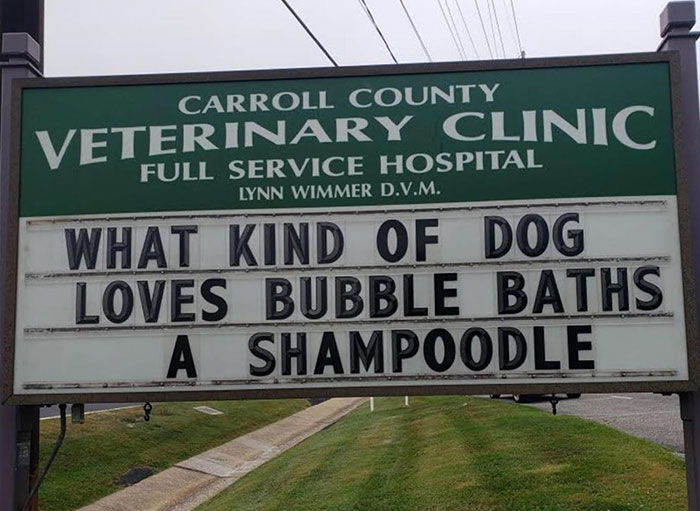 CARROLL COUNTY
VETERINARY CLINIC
FULL SERVICE HOSPITAL
LYNN WIMMER D.V.M.
WHAT KIND OF DOG
LOVES BUBBLE BATHS
A SHAMPOODLE